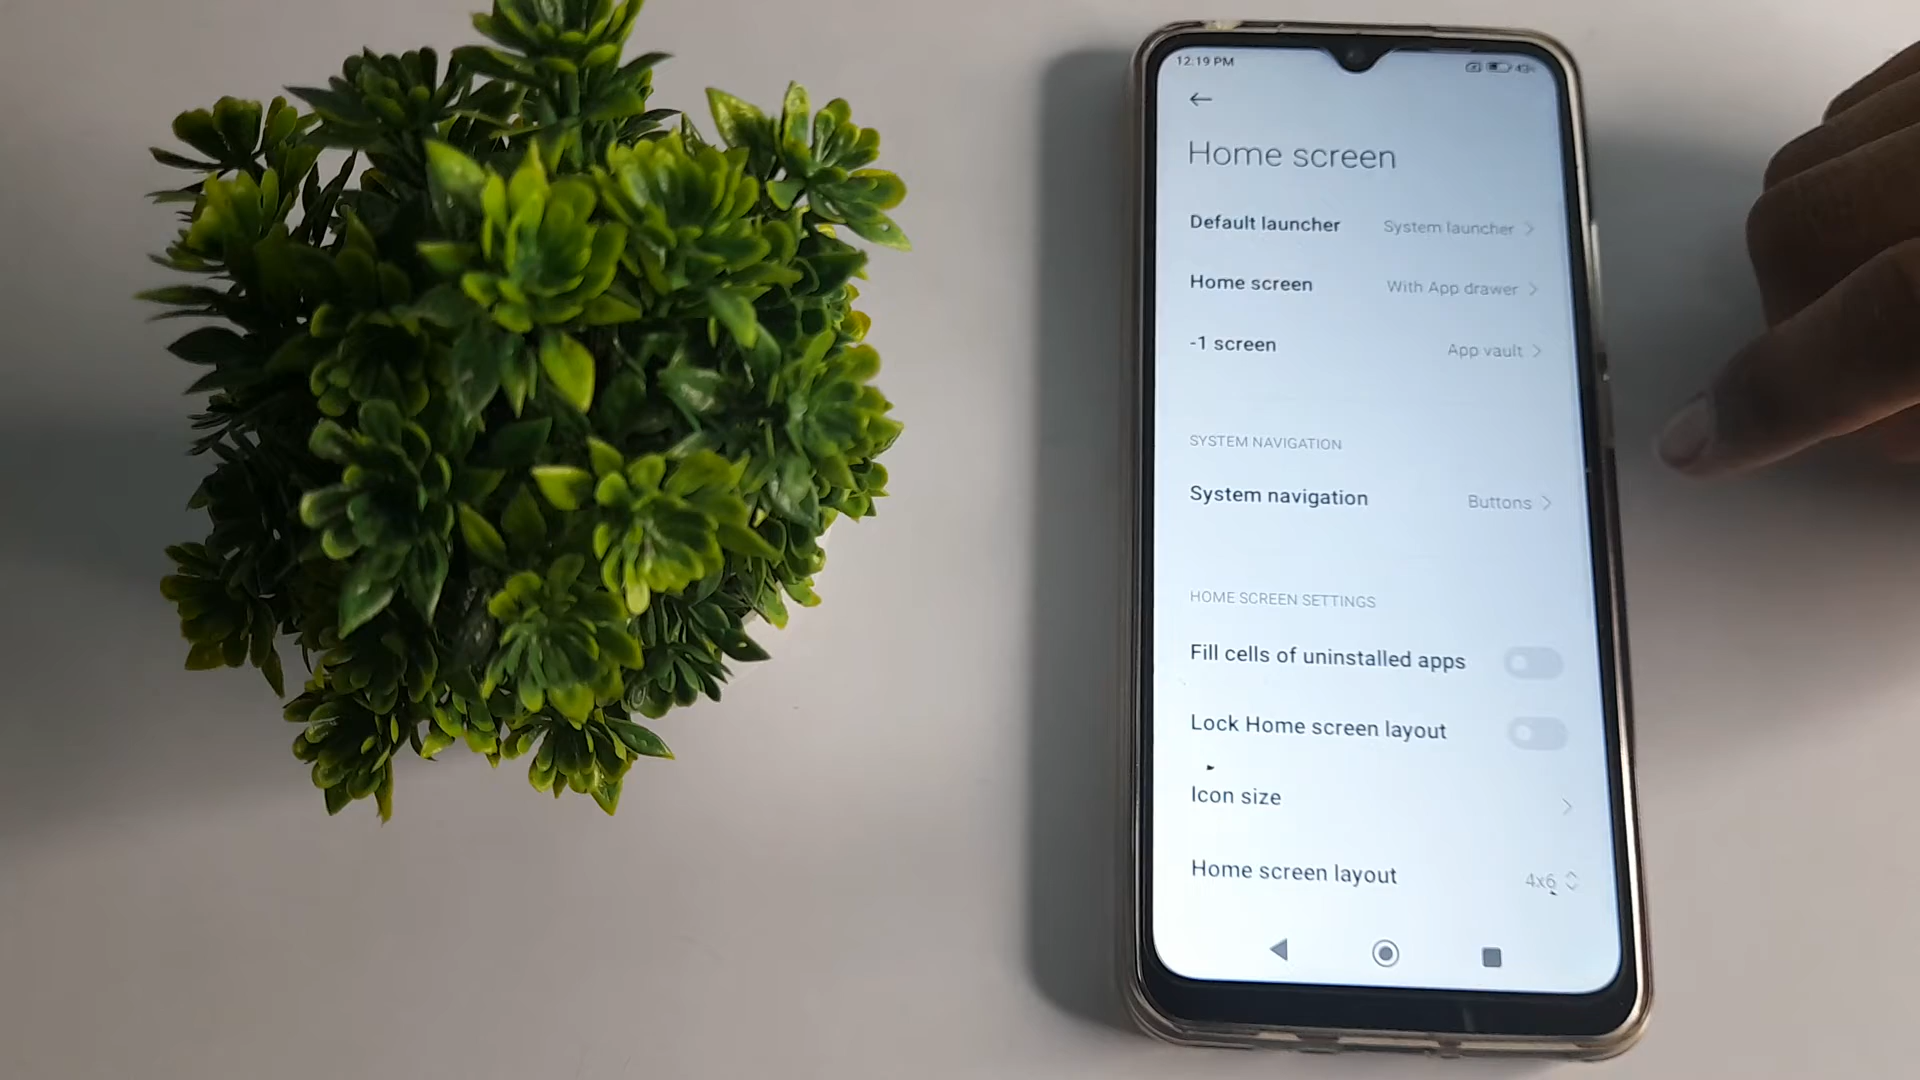 12:19 PM
43
Home screen
Default launcher System launcher
Home screen With App drawer
-1 screen App vault
SYSTEM NAVIGATION
System navigation Buttons
HOME SCREEN SETTINGS
Fill cells of uninstalled apps
Lock Home screen layout
Icon size
Home screen layout 4x6